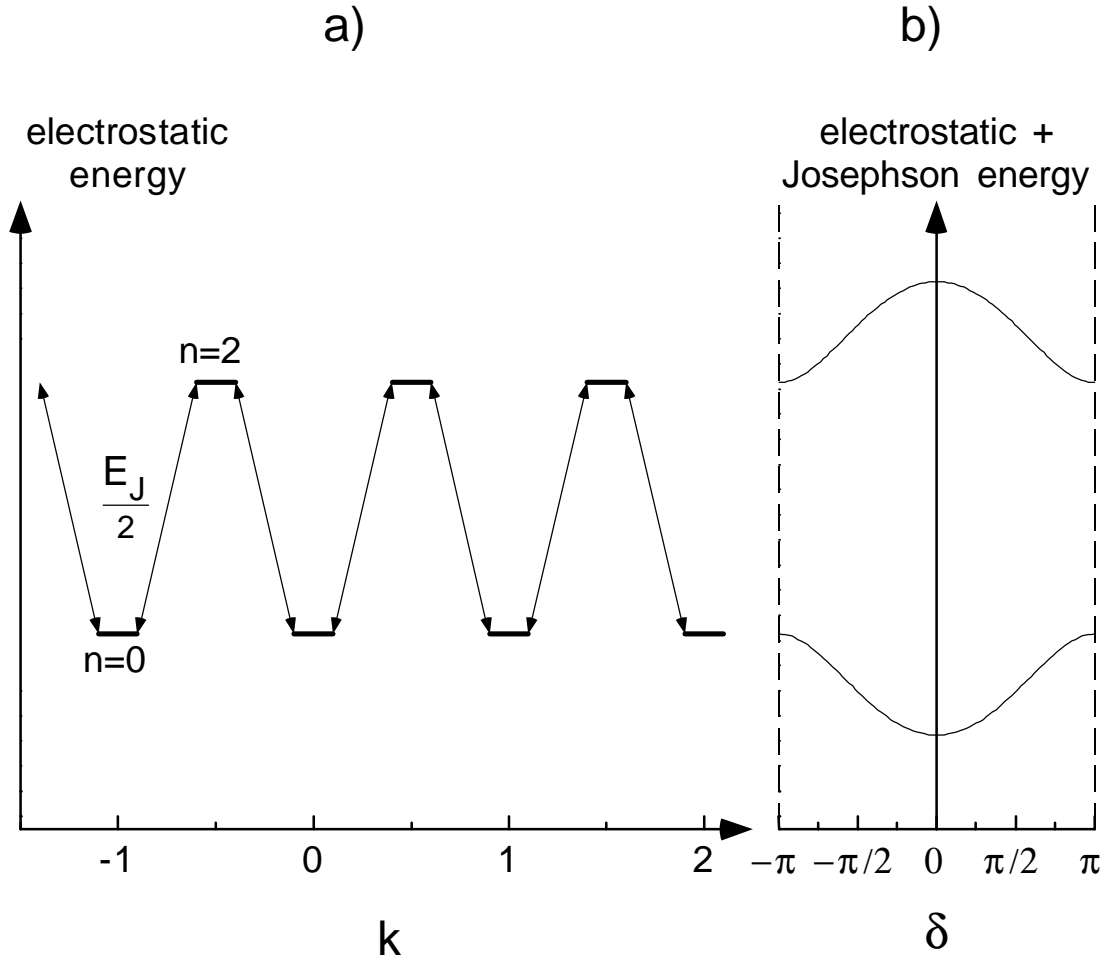 a)
electrostatic
energy
n=2
E_J
2
n=0
-1 0 1 2
k
b)
electrostatic +
Josephson energy
−π −π/2 0 π/2 π
δ